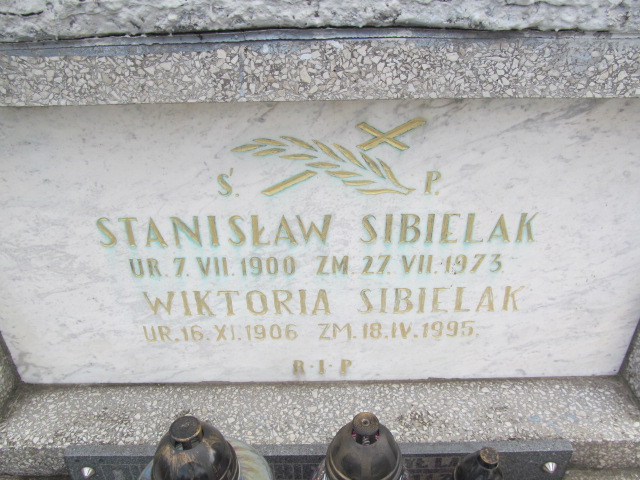 Ś. P.
STANISŁAW SIBIELAK
UR. 7. VII. 1900 ZM. 27. VII. 1973
WIKTORIA SIBIELAK
UR. 16. XI. 1906 ZM. 18. IV. 1995.
R · I · P